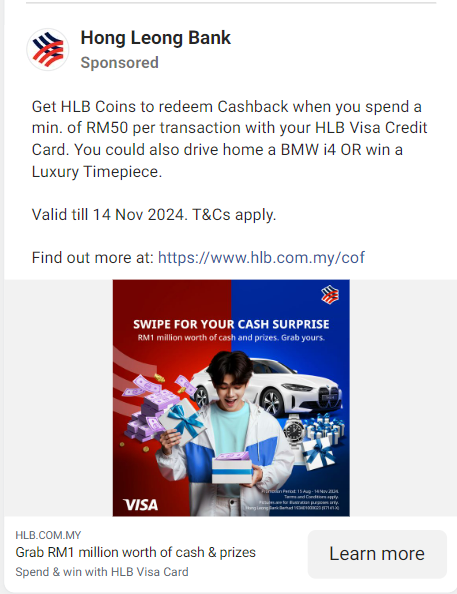 Hong Leong Bank
Sponsored
Get HLB Coins to redeem Cashback when you spend a
min. of RM50 per transaction with your HLB Visa Credit
Card. You could also drive home a BMW i4 OR win a
Luxury Timepiece.
Valid till 14 Nov 2024. T&Cs apply.
Find out more at: https://www.hlb.com.my/cof
SWIPE FOR YOUR CASH SURPRISE
RM1 million worth of cash and prizes. Grab yours.
VISA
Promotion Period: 15 Aug - 14 Nov 2024.
Terms and Conditions apply.
Pictures are for illustration purposes only.
Hong Leong Bank Berhad
HLB.COM.MY
Grab RM1 million worth of cash & prizes
Spend & win with HLB Visa Card
Learn more